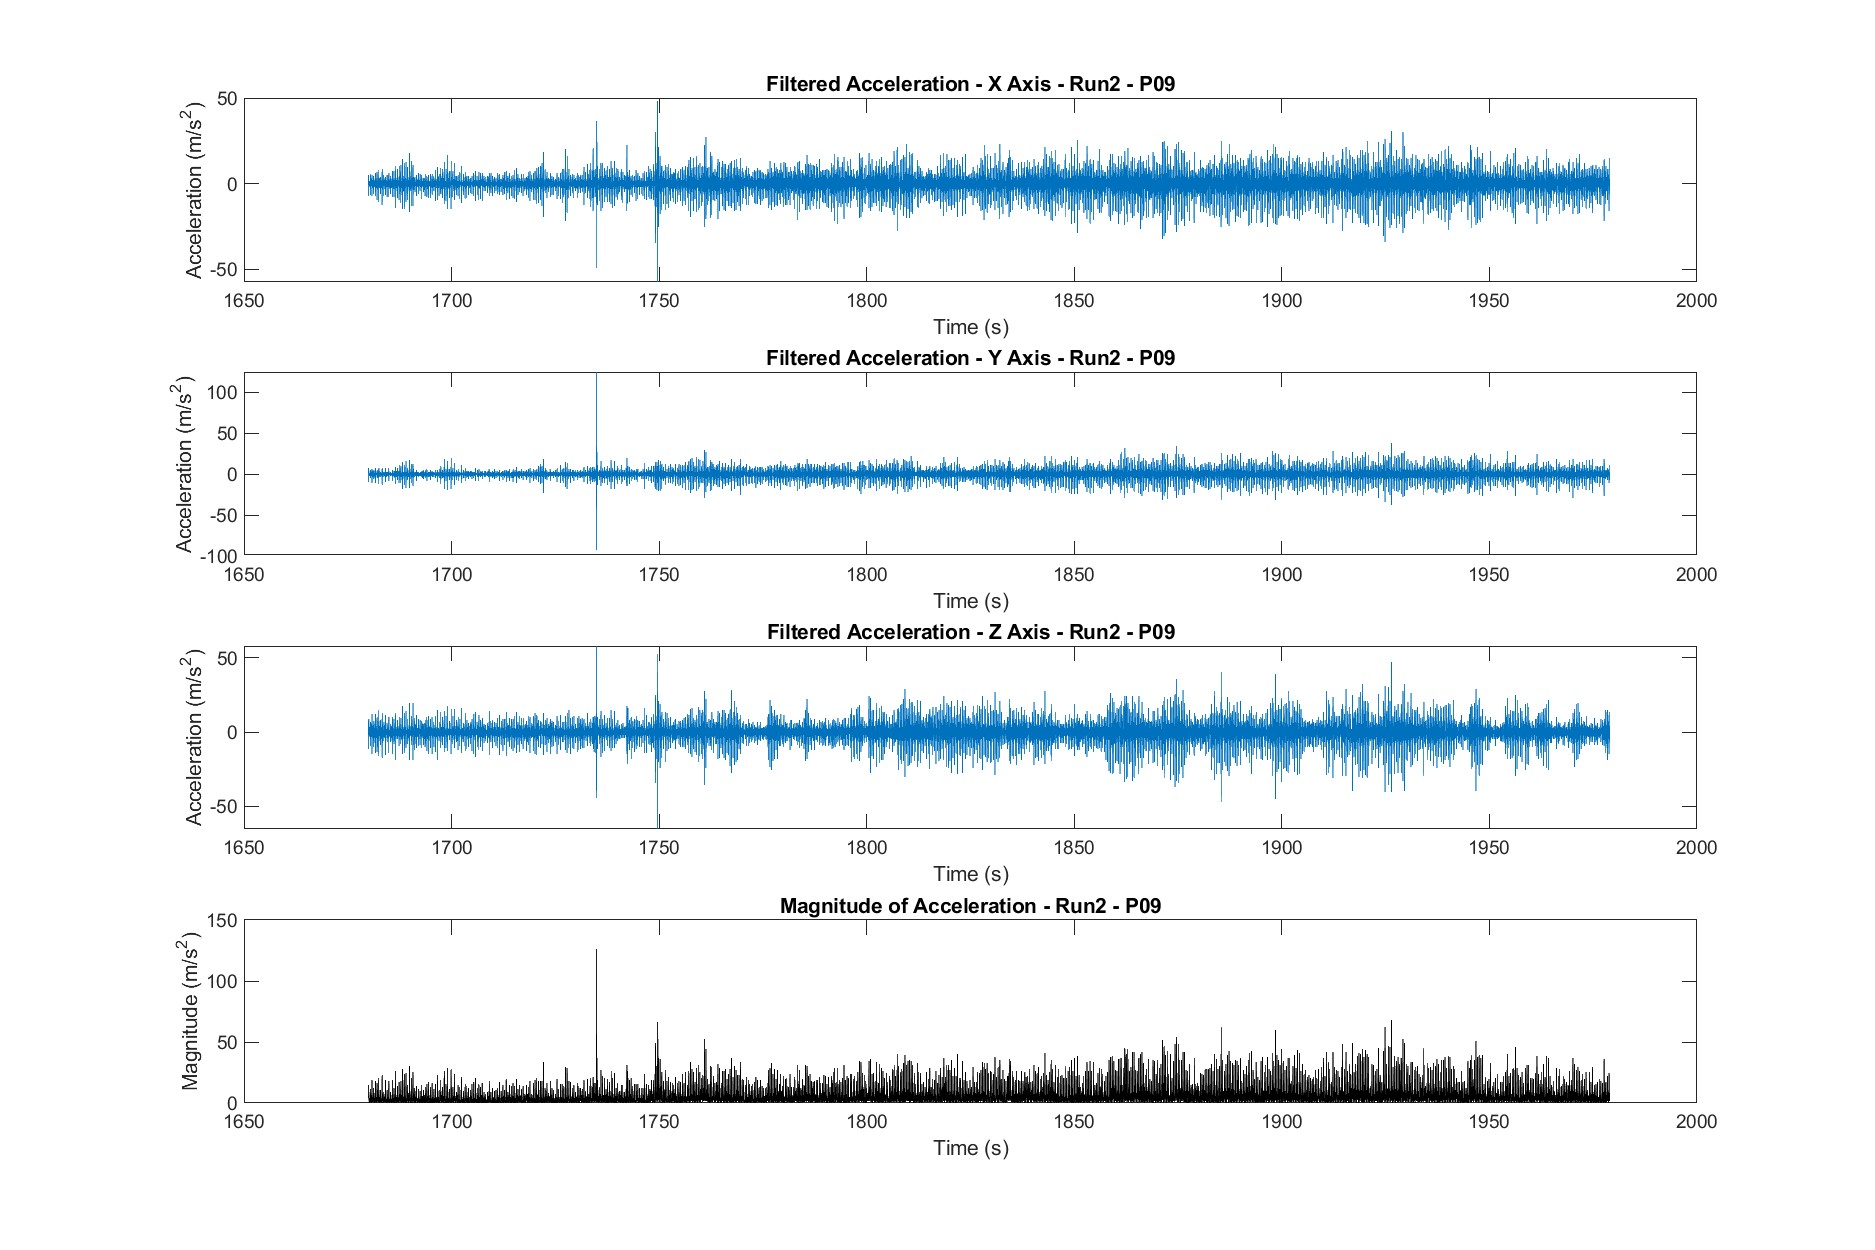 Filtered Acceleration - X Axis - Run2 - P09
Acceleration (m/s²)
50
0
-50
1650 1700 1750 1800 1850 1900 1950 2000
Time (s)
Filtered Acceleration - Y Axis - Run2 - P09
Acceleration (m/s²)
100
50
0
-50
-100
1650 1700 1750 1800 1850 1900 1950 2000
Time (s)
Filtered Acceleration - Z Axis - Run2 - P09
Acceleration (m/s²)
50
0
-50
1650 1700 1750 1800 1850 1900 1950 2000
Time (s)
Magnitude of Acceleration - Run2 - P09
Magnitude (m/s²)
150
100
50
0
1650 1700 1750 1800 1850 1900 1950 2000
Time (s)